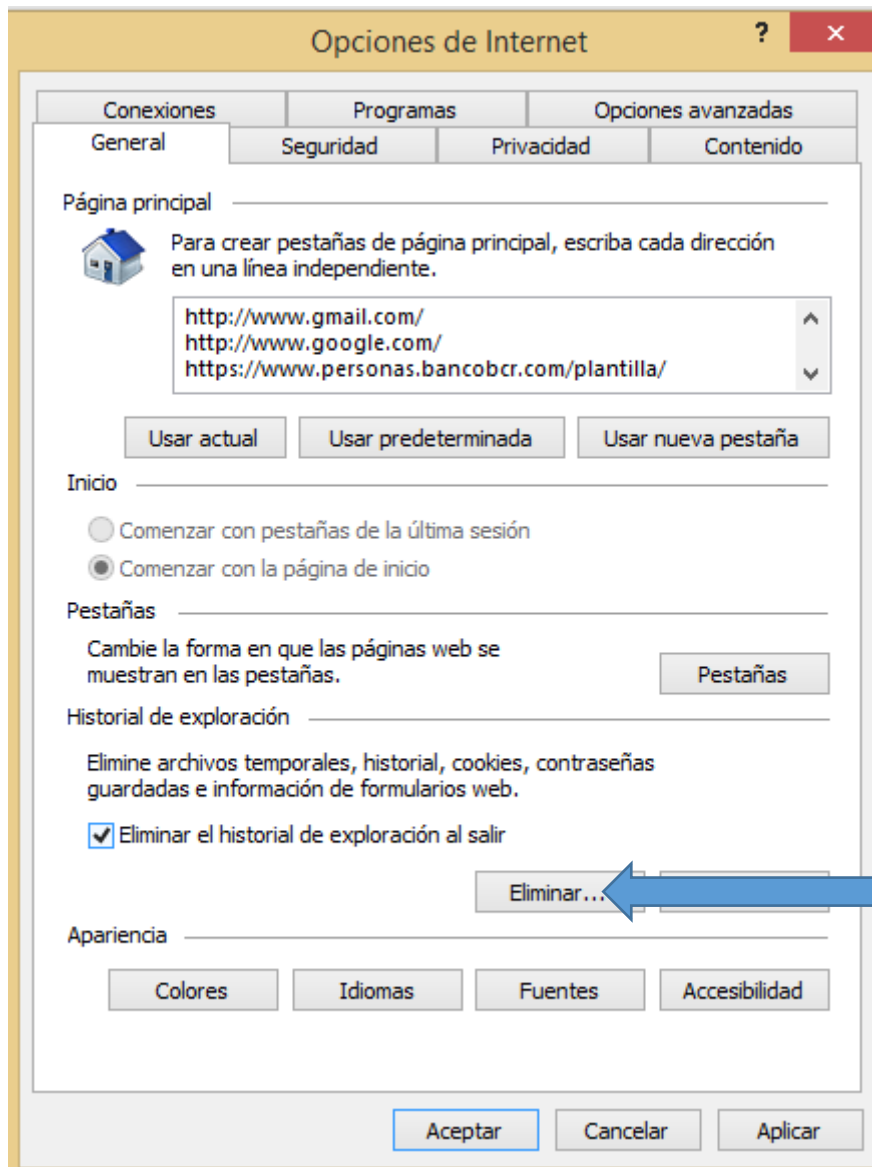 Opciones de Internet ?
Conexiones Programas Opciones avanzadas
General Seguridad Privacidad Contenido
Página principal
Para crear pestañas de página principal, escriba cada dirección
en una línea independiente.
http://www.gmail.com/
http://www.google.com/
https://www.personas.bancobcr.com/plantilla/
Usar actual Usar predeterminada Usar nueva pestaña
Inicio
Comenzar con pestañas de la última sesión
Comenzar con la página de inicio
Pestañas
Cambie la forma en que las páginas web se
muestran en las pestañas.
Pestañas
Historial de exploración
Elimine archivos temporales, historial, cookies, contraseñas
guardadas e información de formularios web.
Eliminar el historial de exploración al salir
Eliminar...
Apariencia
Colores Idiomas Fuentes Accesibilidad
Aceptar Cancelar Aplicar